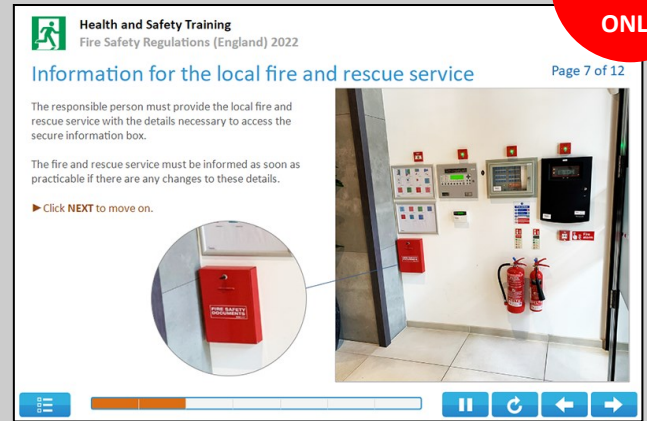 Health and Safety Training
Fire Safety Regulations (England) 2022
ONL
Information for the local fire and rescue service
Page 7 of 12
The responsible person must provide the local fire and
rescue service with the details necessary to access the
secure information box.
The fire and rescue service must be informed as soon as
practicable if there are any changes to these details.
►Click NEXT to move on.
FIRE SAFETY
DOCUMENTS